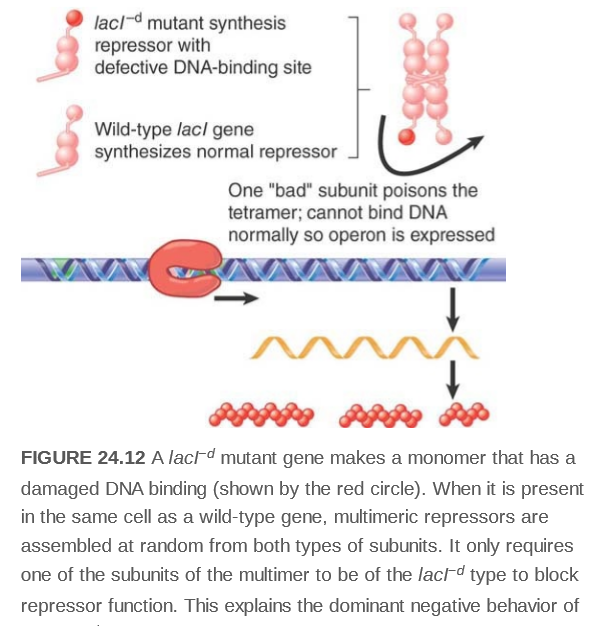 lacI⁻ᵈ mutant synthesis
repressor with
defective DNA-binding site
Wild-type lacI gene
synthesizes normal repressor
One "bad" subunit poisons the
tetramer; cannot bind DNA
normally so operon is expressed
FIGURE 24.12 A lacI⁻ᵈ mutant gene makes a monomer that has a
damaged DNA binding (shown by the red circle). When it is present
in the same cell as a wild-type gene, multimeric repressors are
assembled at random from both types of subunits. It only requires
one of the subunits of the multimer to be of the lacI⁻ᵈ type to block
repressor function. This explains the dominant negative behavior of